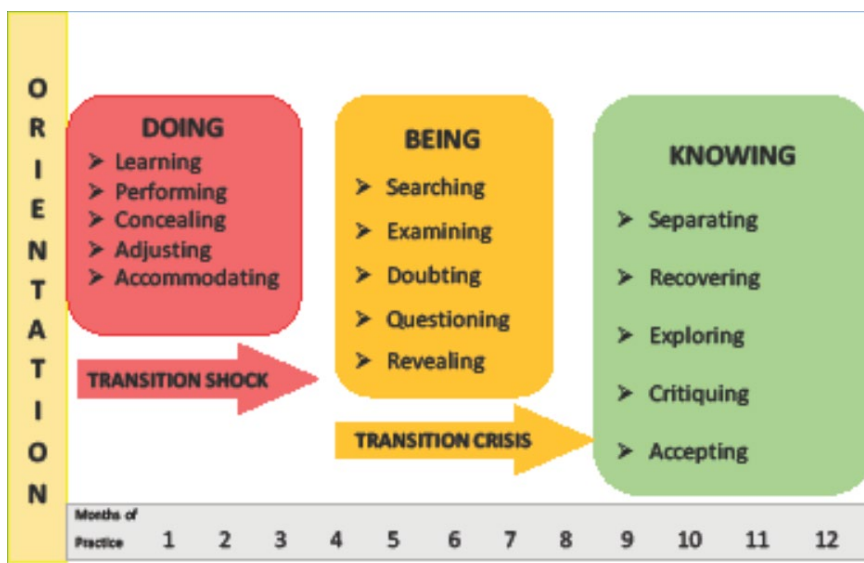 ORIENTATION
DOING
➢ Learning
➢ Performing
➢ Concealing
➢ Adjusting
➢ Accommodating
TRANSITION SHOCK
BEING
➢ Searching
➢ Examining
➢ Doubting
➢ Questioning
➢ Revealing
TRANSITION CRISIS
KNOWING
➢ Separating
➢ Recovering
➢ Exploring
➢ Critiquing
➢ Accepting
Months of
Practice 1 2 3 4 5 6 7 8 9 10 11 12